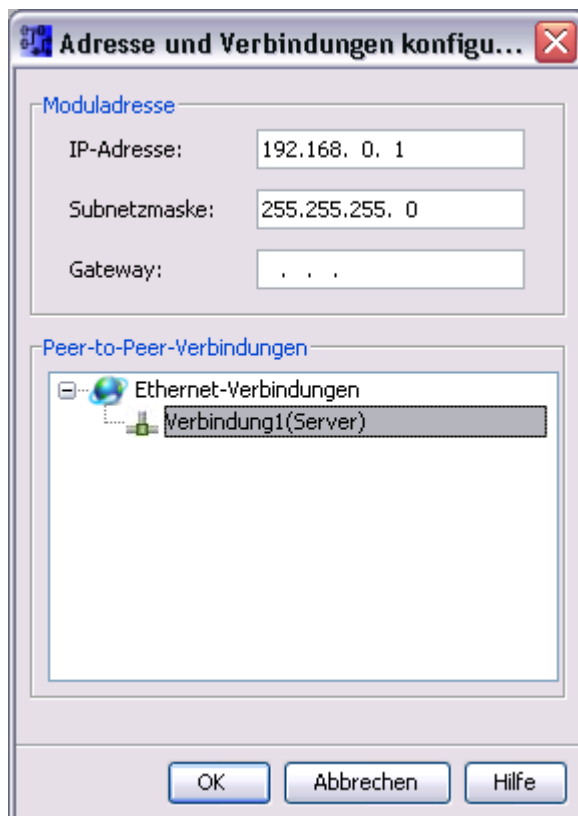 Adresse und Verbindungen konfigu...
Moduladresse
IP-Adresse: 192.168. 0. 1
Subnetzmaske: 255.255.255. 0
Gateway: . . .
Peer-to-Peer-Verbindungen
Ethernet-Verbindungen
Verbindung1(Server)
OK Abbrechen Hilfe